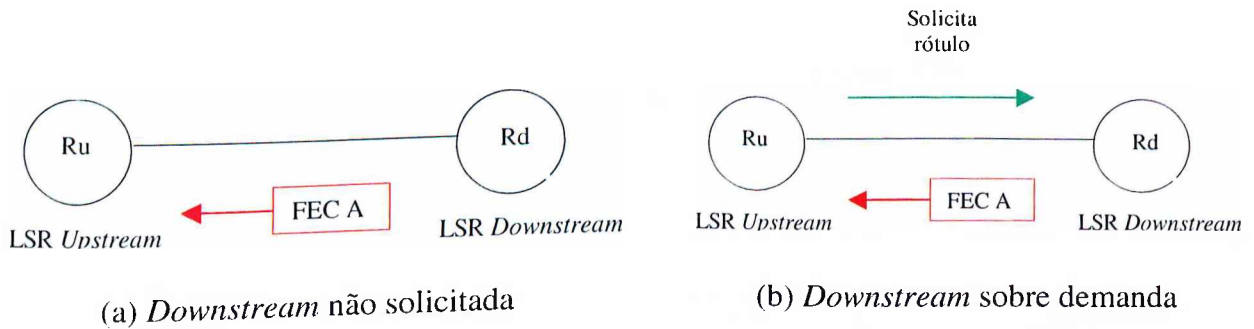 Ru
Rd
FEC A
LSR Upstream
LSR Downstream
(a) Downstream não solicitada
Solicita
rótulo
Ru
Rd
FEC A
LSR Upstream
LSR Downstream
(b) Downstream sobre demanda